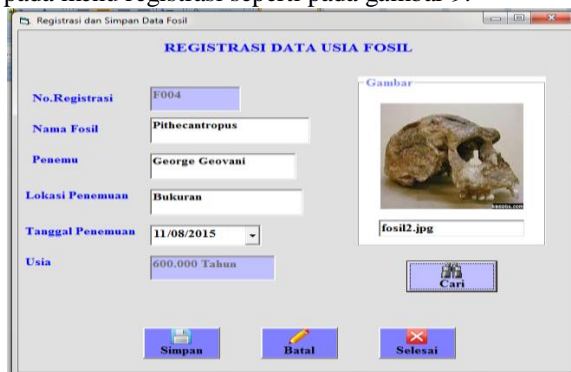 pada menu registrasi seperti pada gambar 9.
Registrasi dan Simpan Data Fosil
REGISTRASI DATA USIA FOSIL
No.Registrasi
F004
Nama Fosil
Pithecantropus
Penemu
George Geovani
Lokasi Penemuan
Bukuran
Tanggal Penemuan
11/08/2015
Usia
600.000 Tahun
Gambar
fosil2.jpg
Cari
Simpan
Batal
Selesai